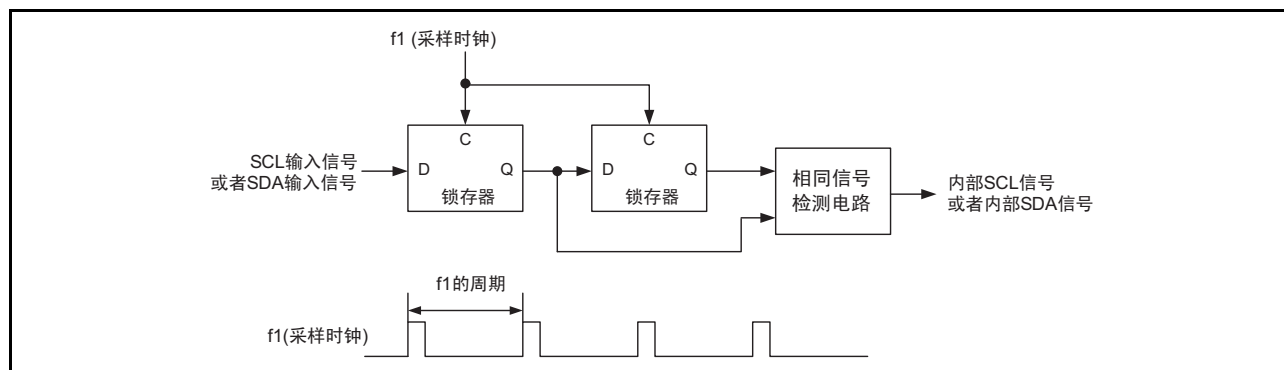 f1 (采样时钟)
C
C
SCL输入信号
或者SDA输入信号
D
Q
锁存器
D
Q
锁存器
相同信号
检测电路
内部SCL信号
或者内部SDA信号
f1的周期
f1(采样时钟)